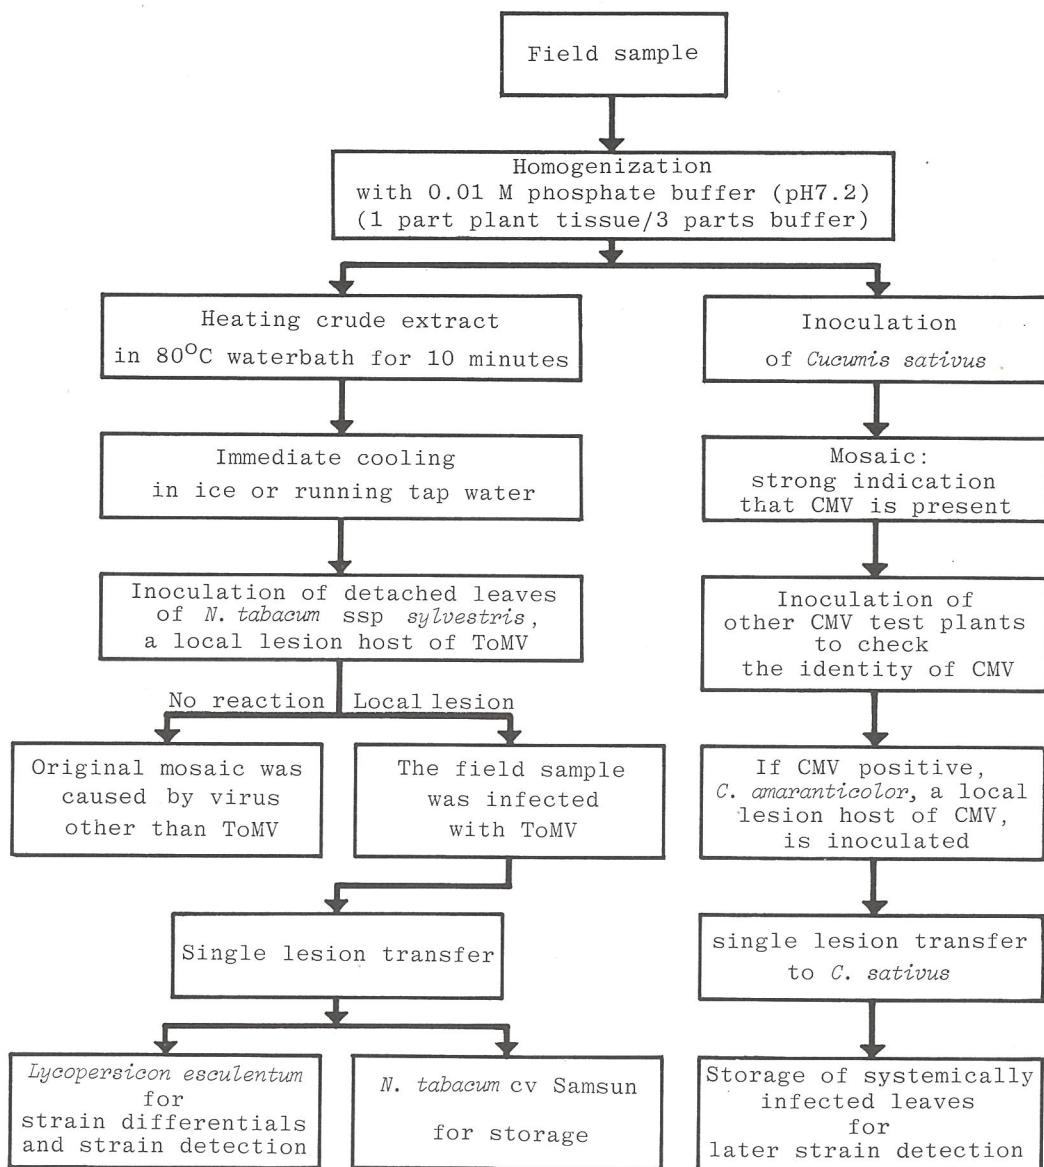 Field sample
Homogenization
with 0.01 M phosphate buffer (pH7.2)
(1 part plant tissue/3 parts buffer)
Heating crude extract
in 80°C waterbath for 10 minutes
Immediate cooling
in ice or running tap water
Inoculation of detached leaves
of N. tabacum ssp sylvestris,
a local lesion host of ToMV
No reaction
Local lesion
Original mosaic was
caused by virus
other than ToMV
The field sample
was infected
with ToMV
Single lesion transfer
Lycopersicon esculentum
for
strain differentials
and strain detection
N. tabacum cv Samsun
for storage
Inoculation
of Cucumis sativus
Mosaic:
strong indication
that CMV is present
Inoculation of
other CMV test plants
to check
the identity of CMV
If CMV positive,
C. amaranticolor, a local
lesion host of CMV,
is inoculated
single lesion transfer
to C. sativus
Storage of systemically
infected leaves
for
later strain detection